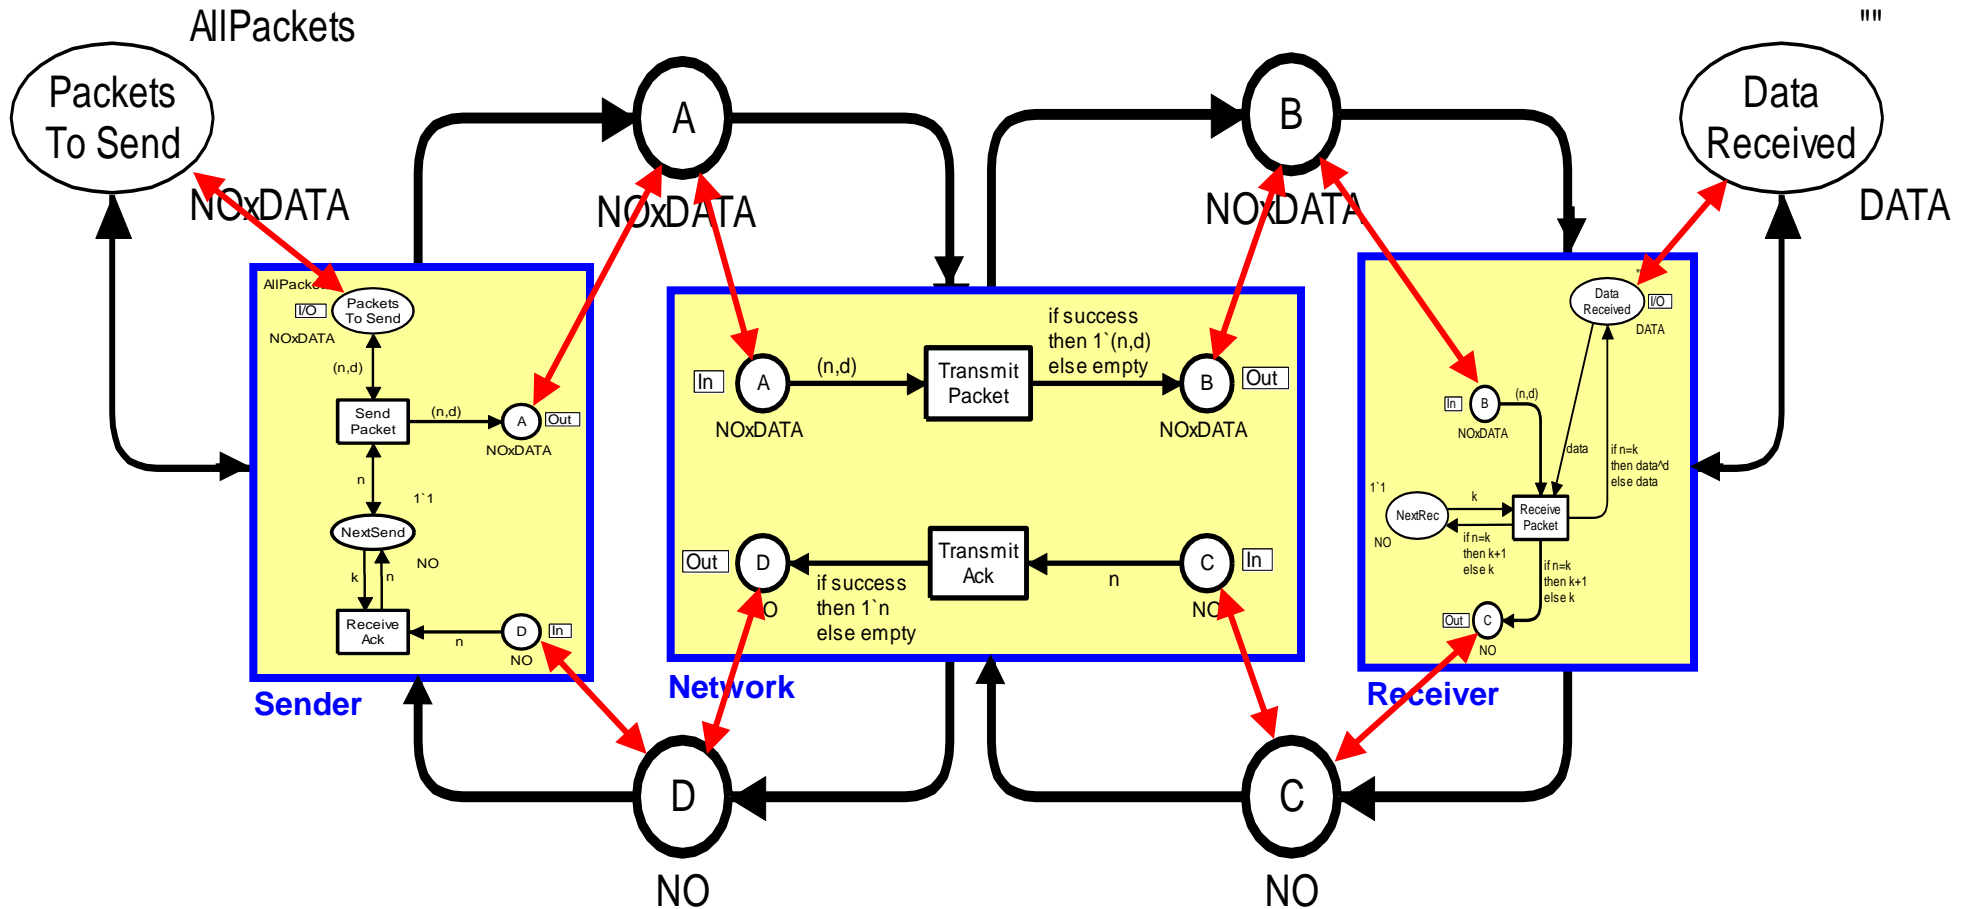 AllPackets
""
Packets
To Send
NOxDATA
A
NOxDATA
B
NOxDATA
Data
Received
DATA
AllPacket
I/O
Packets
To Send
NOxDATA
(n,d)
Send
Packet
(n,d)
A
Out
NOxDATA
n
1`1
NextSend
NO
k
n
Receive
Ack
n
D
In
NO
Sender
In
A
NOxDATA
(n,d)
Transmit
Packet
if success
then 1`(n,d)
else empty
B
Out
NOxDATA
Out
D
NO
if success
then 1`n
else empty
Transmit
Ack
n
C
In
NO
Network
"
Data
Received
I/O
DATA
In
B
(n,d)
NOxDATA
data
if n=k
then data^d
else data
1`1
NextRec
NO
k
if n=k
then k+1
else k
Receive
Packet
if n=k
then k+1
else k
Out
C
NO
Receiver
D
NO
C
NO